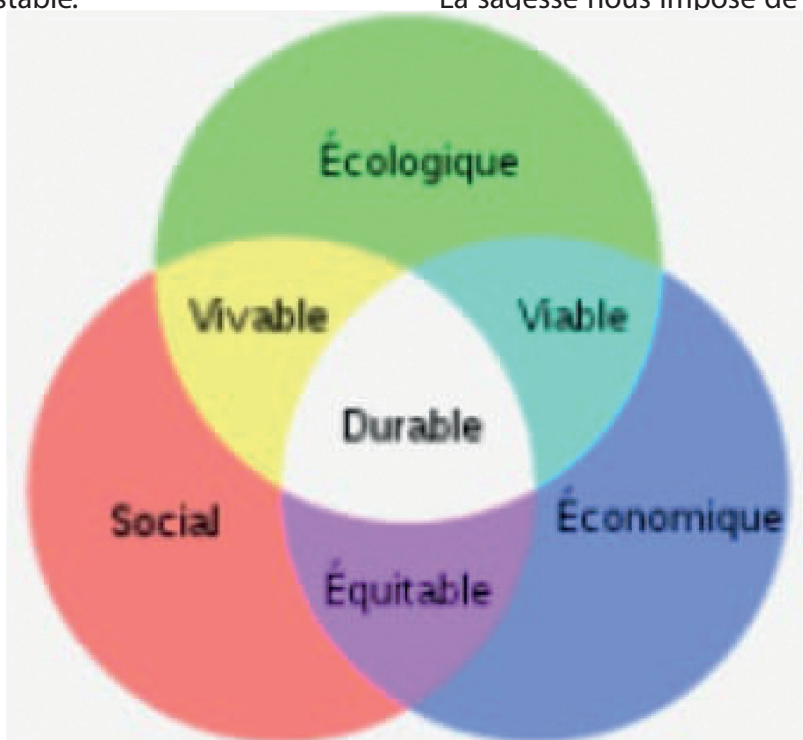 stable.
La sagesse nous impose de
Écologique
Vivable
Viable
Durable
Social
Économique
Équitable